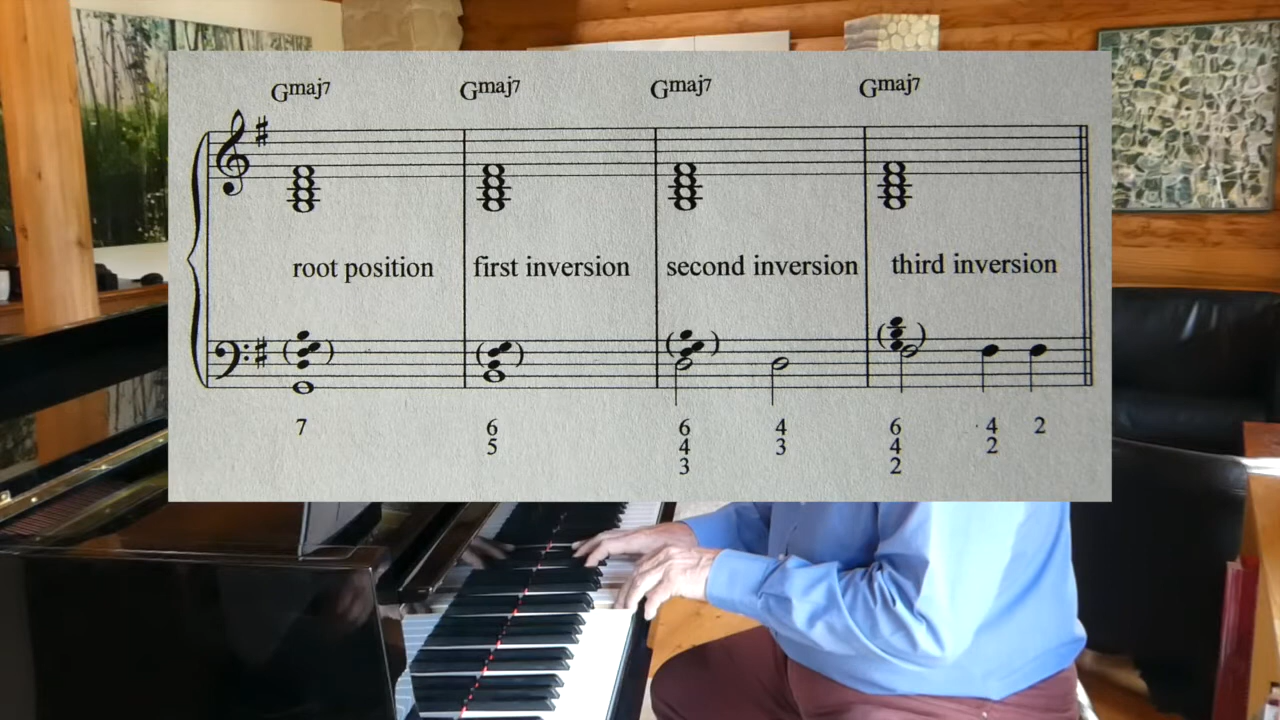 Gmaj7 Gmaj7 Gmaj7 Gmaj7
root position first inversion second inversion third inversion
7 6 6 4 6 4 2
5 4 3 4 2
3 2